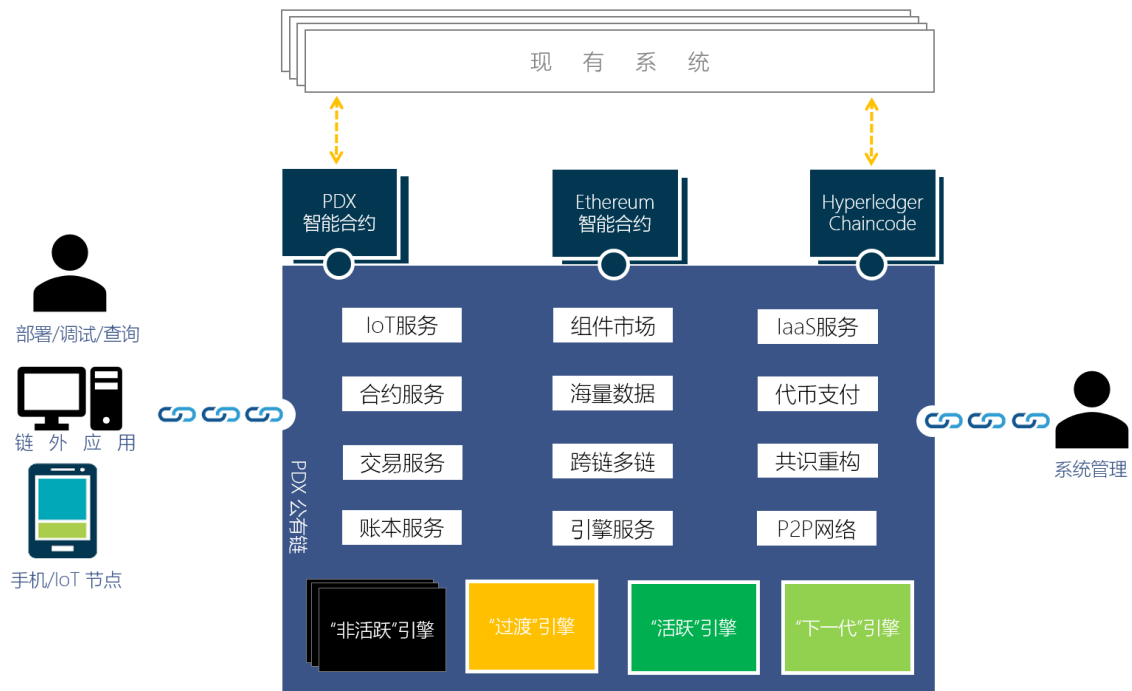 现 有 系 统
PDX
智能合约
Ethereum
智能合约
Hyperledger
Chaincode
部署/调试/查询
链 外 应 用
手机/IoT 节点
PDX 公有链
IoT服务
组件市场
IaaS服务
合约服务
海量数据
代币支付
交易服务
跨链多链
共识重构
账本服务
引擎服务
P2P网络
“非活跃”引擎
“过渡”引擎
“活跃”引擎
“下一代”引擎
系统管理